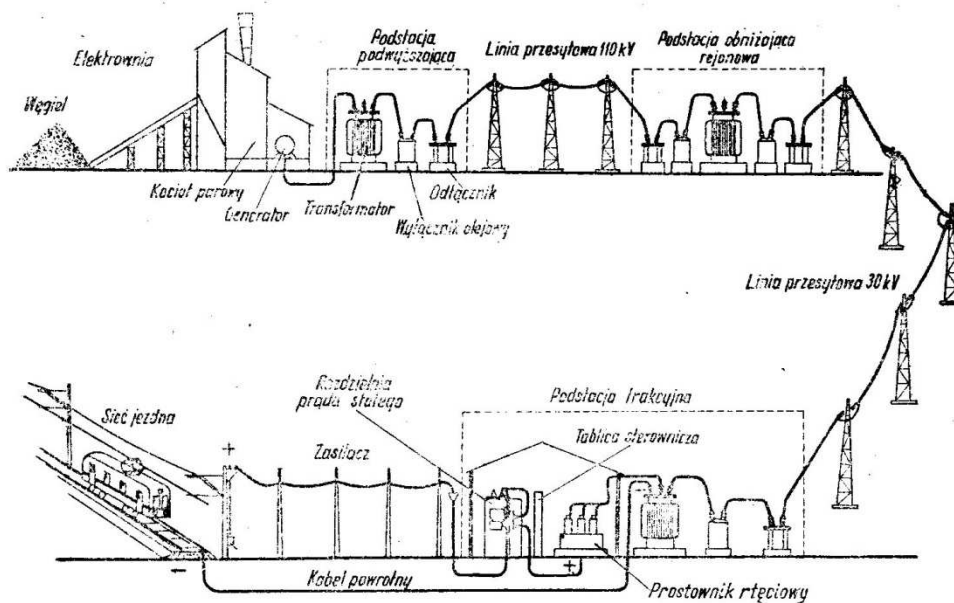 Elektrownia
Węgiel
Podstacja
podwyższająca
Linia przesyłowa 110 kV
Podstacja obniżająca
rejonowa
Kocioł parowy
Generator
Transformator
Odłącznik
Wyłącznik olejowy
Linia przesyłowa 30 kV
Sieć jezdna
Rozdzielnia
prądu stałego
Podstacja trakcyjna
Tablica sterownicza
Zasilacz
+
-
Kabel powrotny
+
Prostownik rtęciowy